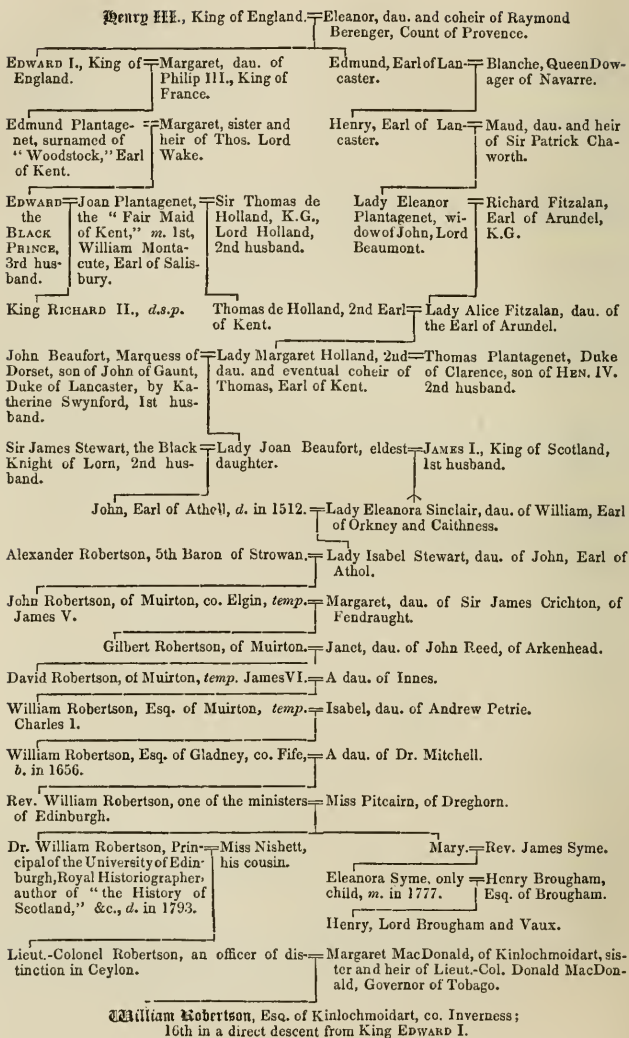 Henry III., King of England.=Eleanor, dau. and coheir of Raymond
Berenger, Count of Provence.
EDWARD I., King of=Margaret, dau. of
England. Philip III., King of
France.
Edmund, Earl of Lan-=Blanche, Queen Dow-
caster. ager of Navarre.
Edmund Plantage-=Margaret, sister and
net, surnamed of heir of Thos. Lord
"Woodstock," Earl Wake.
of Kent.
Henry, Earl of Lan-=Maud, dau. and heir
caster. of Sir Patrick Cha-
worth.
EDWARD=Joan Plantagenet,=Sir Thomas de
the the "Fair Maid Holland, K.G.,
BLACK of Kent," m. 1st, Lord Holland,
PRINCE, William Monta- 2nd husband.
3rd hus- cute, Earl of Salis-
band. bury.
Lady Eleanor=Richard Fitzalan,
Plantagenet, wi- Earl of Arundel,
dow of John, Lord K.G.
Beaumont.
King RICHARD II., d.s.p. Thomas de Holland, 2nd Earl=Lady Alice Fitzalan, dau. of
of Kent. the Earl of Arundel.
John Beaufort, Marquess of=Lady Margaret Holland, 2nd=Thomas Plantagenet, Duke
Dorset, son of John of Gaunt, dau. and eventual coheir of of Clarence, son of HEN. IV.
Duke of Lancaster, by Ka- Thomas, Earl of Kent. 2nd husband.
therine Swynford, 1st hus-
band.
Sir James Stewart, the Black=Lady Joan Beaufort, eldest=JAMES I., King of Scotland,
Knight of Lorn, 2nd hus- daughter. 1st husband.
band.
John, Earl of Athell, d. in 1512.=Lady Eleanora Sinclair, dau. of William, Earl
of Orkney and Caithness.
Alexander Robertson, 5th Baron of Strowan.=Lady Isabel Stewart, dau. of John, Earl of
Athol.
John Robertson, of Muirton, co. Elgin, temp.=Margaret, dau. of Sir James Crichton, of
James V. Fendraught.
Gilbert Robertson, of Muirton.=Janet, dau. of John Reed, of Arkenhead.
David Robertson, of Muirton, temp. James VI.=A dau. of Innes.
William Robertson, Esq. of Muirton, temp.=Isabel, dau. of Andrew Petrie.
Charles 1.
William Robertson, Esq. of Gladney, co. Fife,=A dau. of Dr. Mitchell.
b. in 1656.
Rev. William Robertson, one of the ministers=Miss Pitcairn, of Dreghorn.
of Edinburgh.
Dr. William Robertson, Prin-=Miss Nishett,
cipal of the University of Edin- his cousin.
burgh, Royal Historiographer,
author of "the History of
Scotland," &c., d. in 1793.
Mary.=Rev. James Syme.
Eleanora Syme, only=Henry Brougham,
child, m. in 1777. Esq. of Brougham.
Henry, Lord Brougham and Vaux.
Lieut.-Colonel Robertson, an officer of dis-=Margaret MacDonald, of Kinlochmoidart, sis-
tinction in Ceylon. ter and heir of Lieut.-Col. Donald MacDon-
ald, Governor of Tobago.
William Robertson, Esq. of Kinlochmoidart, co. Inverness;
16th in a direct descent from King EDWARD I.